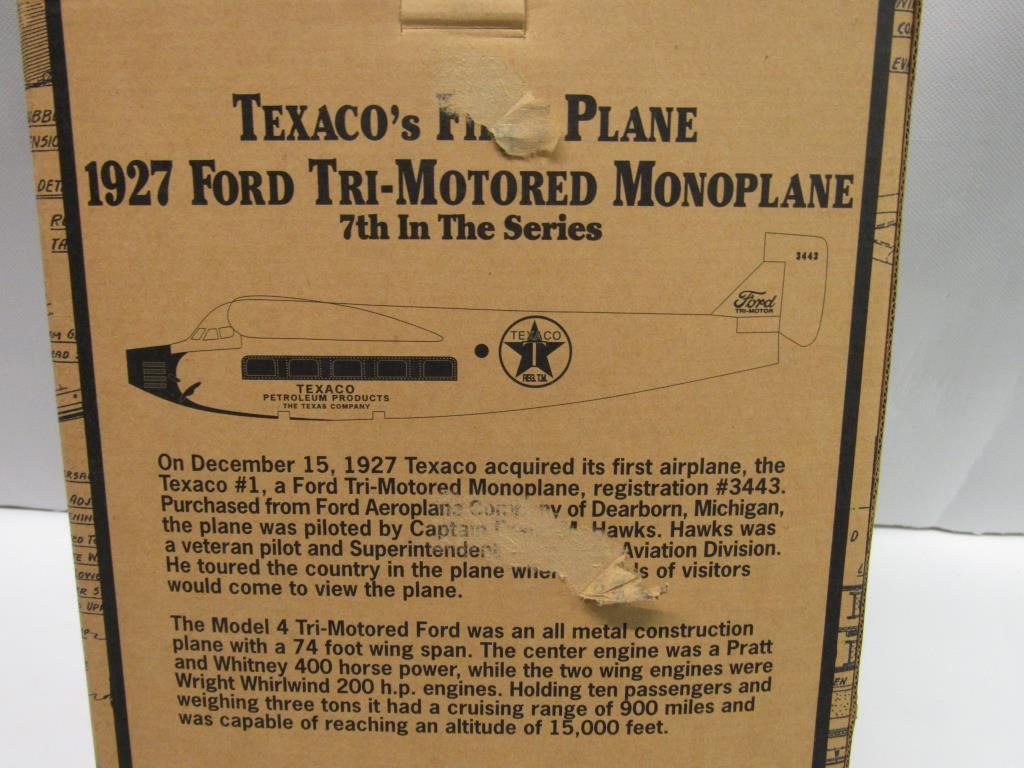 TEXACO'S PLANE
1927 FORD TRI-MOTORED MONOPLANE
7th In The Series
3443
Ford
TRI-MOTOR
TEXACO
T
REG. T.M.
TEXACO
PETROLEUM PRODUCTS
THE TEXAS COMPANY
On December 15, 1927 Texaco acquired its first airplane, the
Texaco #1, a Ford Tri-Motored Monoplane, registration #3443.
Purchased from Ford Aeroplane Company of Dearborn, Michigan,
the plane was piloted by Captain Hawks. Hawks was
a veteran pilot and Superintendent Aviation Division.
He toured the country in the plane of visitors
would come to view the plane.
The Model 4 Tri-Motored Ford was an all metal construction
plane with a 74 foot wing span. The center engine was a Pratt
and Whitney 400 horse power, while the two wing engines were
Wright Whirlwind 200 h.p. engines. Holding ten passengers and
weighing three tons it had a cruising range of 900 miles and
was capable of reaching an altitude of 15,000 feet.